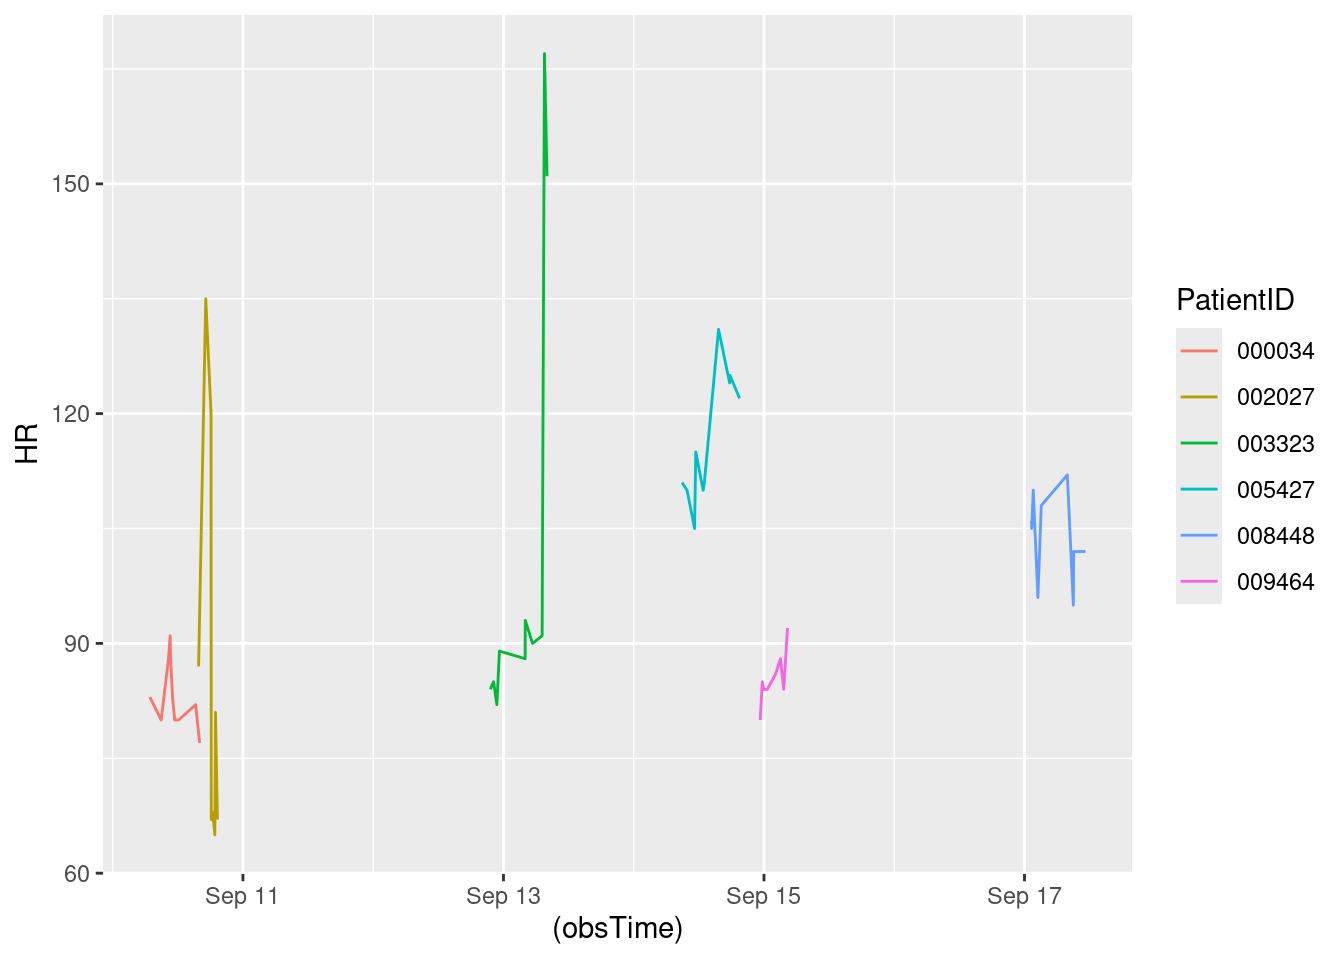 HR
150
120
90
60
Sep 11
Sep 13
Sep 15
Sep 17
(obsTime)
PatientID
000034
002027
003323
005427
008448
009464